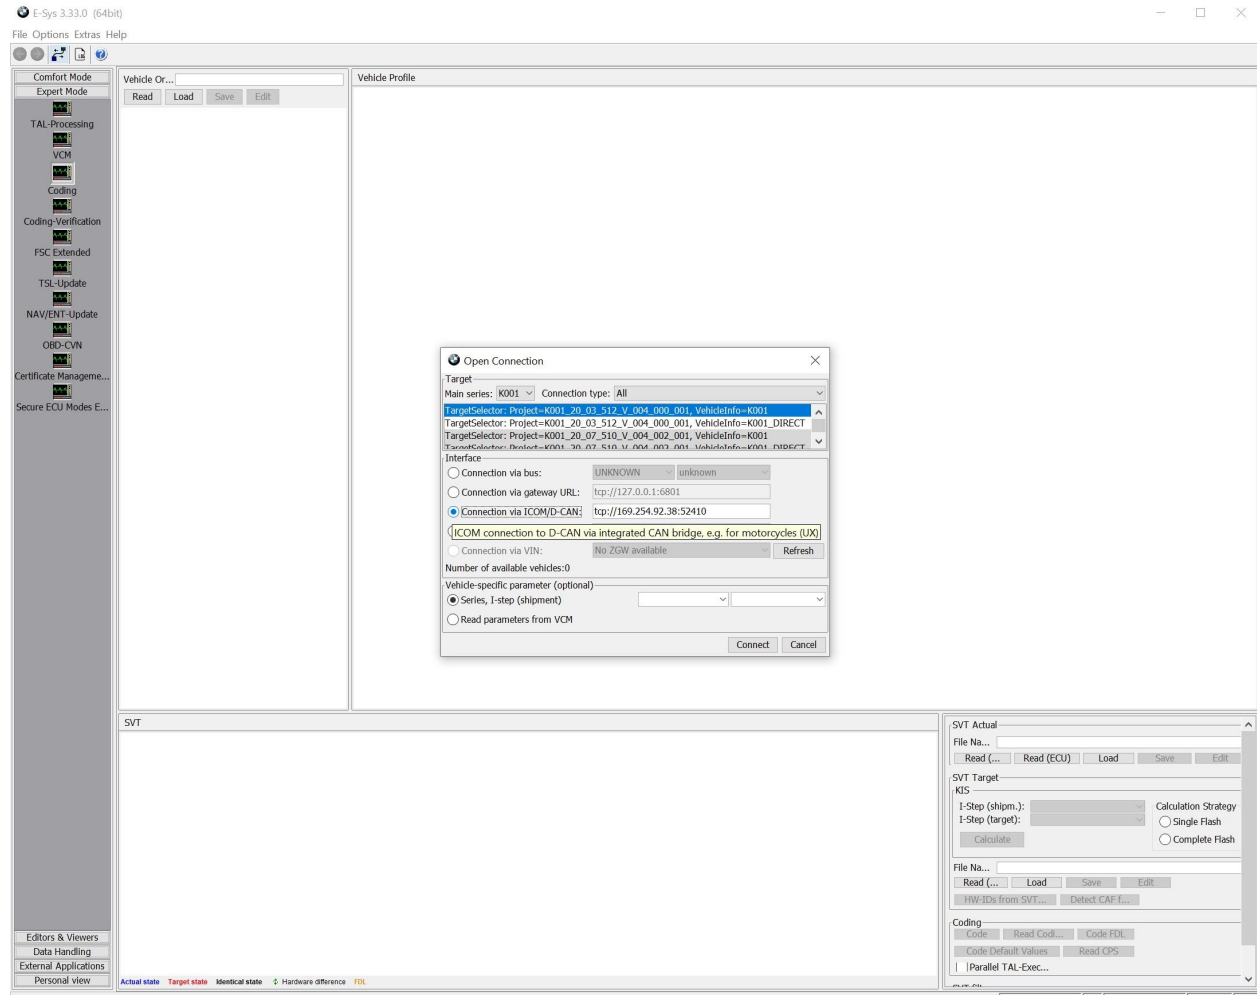 E-Sys 3.33.0 (64bit)
File Options Extras Help
Comfort Mode
Expert Mode
TAL-Processing
VCM
Coding
Coding-Verification
FSC Extended
TSL-Update
NAV/ENT-Update
OBD-CVN
Certificate Manageme...
Secure ECU Modes E...
Editors & Viewers
Data Handling
External Applications
Personal view
Vehicle Or...
Read Load Save Edit
Vehicle Profile
Open Connection
Target
Main series: K001 Connection type: All
TargetSelector: Project=K001_20_03_512_V_004_000_001, VehicleInfo=K001
TargetSelector: Project=K001_20_03_512_V_004_000_001, VehicleInfo=K001_DIRECT
TargetSelector: Project=K001_20_07_510_V_004_002_001, VehicleInfo=K001
TargetSelector: Project=K001_20_07_510_V_004_002_001, VehicleInfo=K001_DIRECT
Interface
Connection via bus: UNKNOWN unknown
Connection via gateway URL: tcp://127.0.0.1:6801
Connection via ICOM/D-CAN: tcp://169.254.92.38:52410
ICOM connection to D-CAN via integrated CAN bridge, e.g. for motorcycles (UX)
Connection via VIN: No ZGW available Refresh
Number of available vehicles:0
Vehicle-specific parameter (optional)
Series, I-step (shipment)
Read parameters from VCM
Connect Cancel
SVT
Actual state Target state Identical state Hardware difference FDL
SVT Actual
File Na...
Read (... Read (ECU) Load Save Edit
SVT Target
KIS
I-Step (shipm.): Calculation Strategy
I-Step (target): Single Flash
Calculate Complete Flash
File Na...
Read (... Load Save Edit
HW-IDs from SVT... Detect CAF f...
Coding
Code Read Codi... Code FDL
Code Default Values Read CPS
Parallel TAL-Exec...